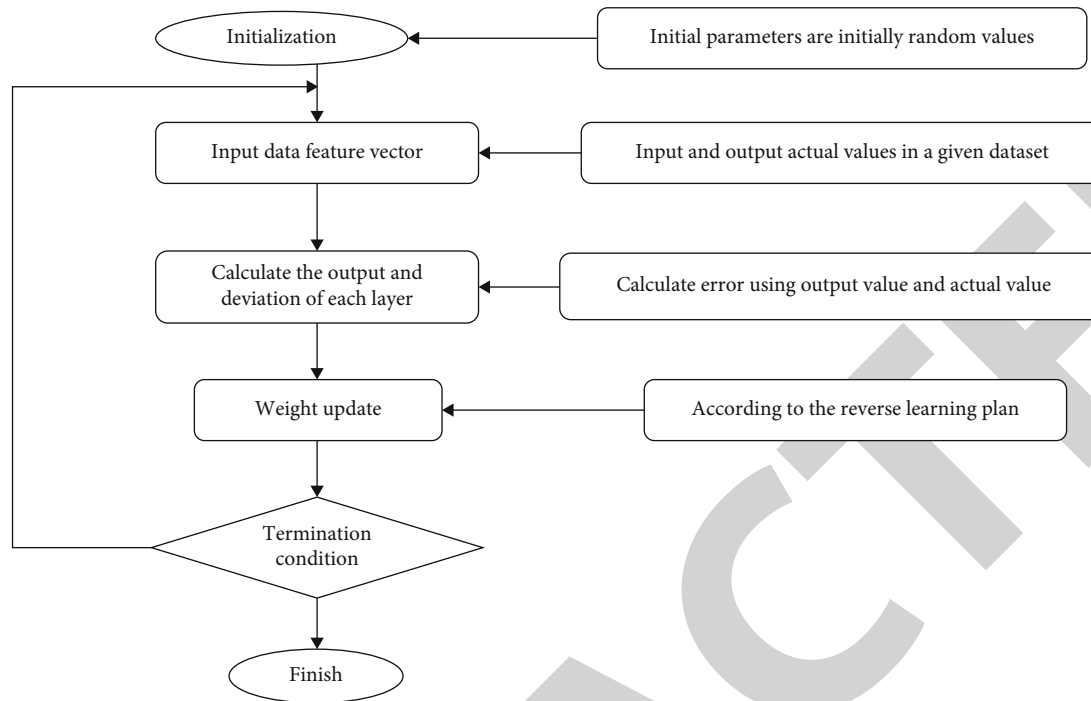 Initialization
Initial parameters are initially random values
Input data feature vector
Input and output actual values in a given dataset
Calculate the output and
deviation of each layer
Calculate error using output value and actual value
Weight update
According to the reverse learning plan
Termination
condition
Finish